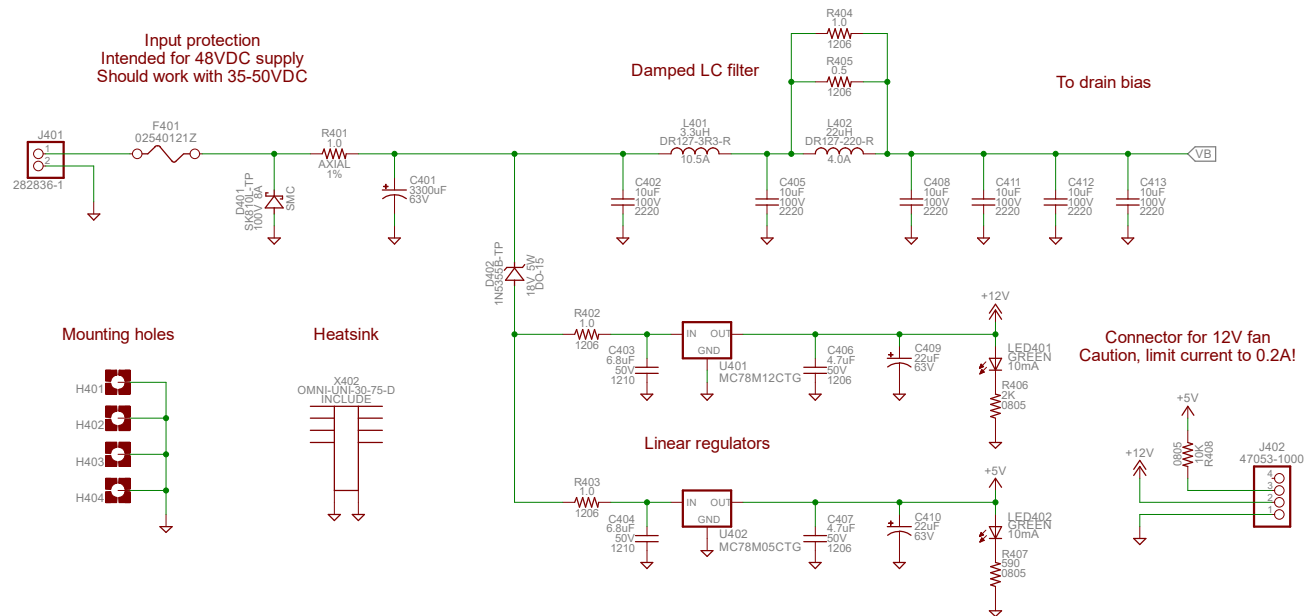 Input protection
Intended for 48VDC supply
Should work with 35-50VDC
J401
1
2
282836-1
F401
02540121Z
D401
SK810L-TP
100V 8A
SMC
R401
1.0
AXIAL
1%
C401
3300uF
63V
Damped LC filter
C402
10uF
100V
2220
L401
3.3uH
DR127-3R3-R
10.5A
C405
10uF
100V
2220
R404
1.0
1206
R405
0.5
1206
L402
22uH
DR127-220-R
4.0A
To drain bias
C408
10uF
100V
2220
C411
10uF
100V
2220
C412
10uF
100V
2220
C413
10uF
100V
2220
VB
D402
1N5355B-TP
18V 5W
DO-15
Mounting holes
H401
H402
H403
H404
Heatsink
X402
OMNI-UNI-30-75-D
INCLUDE
R402
1.0
1206
C403
6.8uF
50V
1210
IN
OUT
GND
U401
MC78M12CTG
C406
4.7uF
50V
1206
C409
22uF
63V
+12V
LED401
GREEN
10mA
R406
2K
0805
Linear regulators
R403
1.0
1206
C404
6.8uF
50V
1210
IN
OUT
GND
U402
MC78M05CTG
C407
4.7uF
50V
1206
C410
22uF
63V
+5V
LED402
GREEN
10mA
R407
590
0805
Connector for 12V fan
Caution, limit current to 0.2A!
+5V
0805
10K
R408
+12V
J402
47053-1000
4
3
2
1